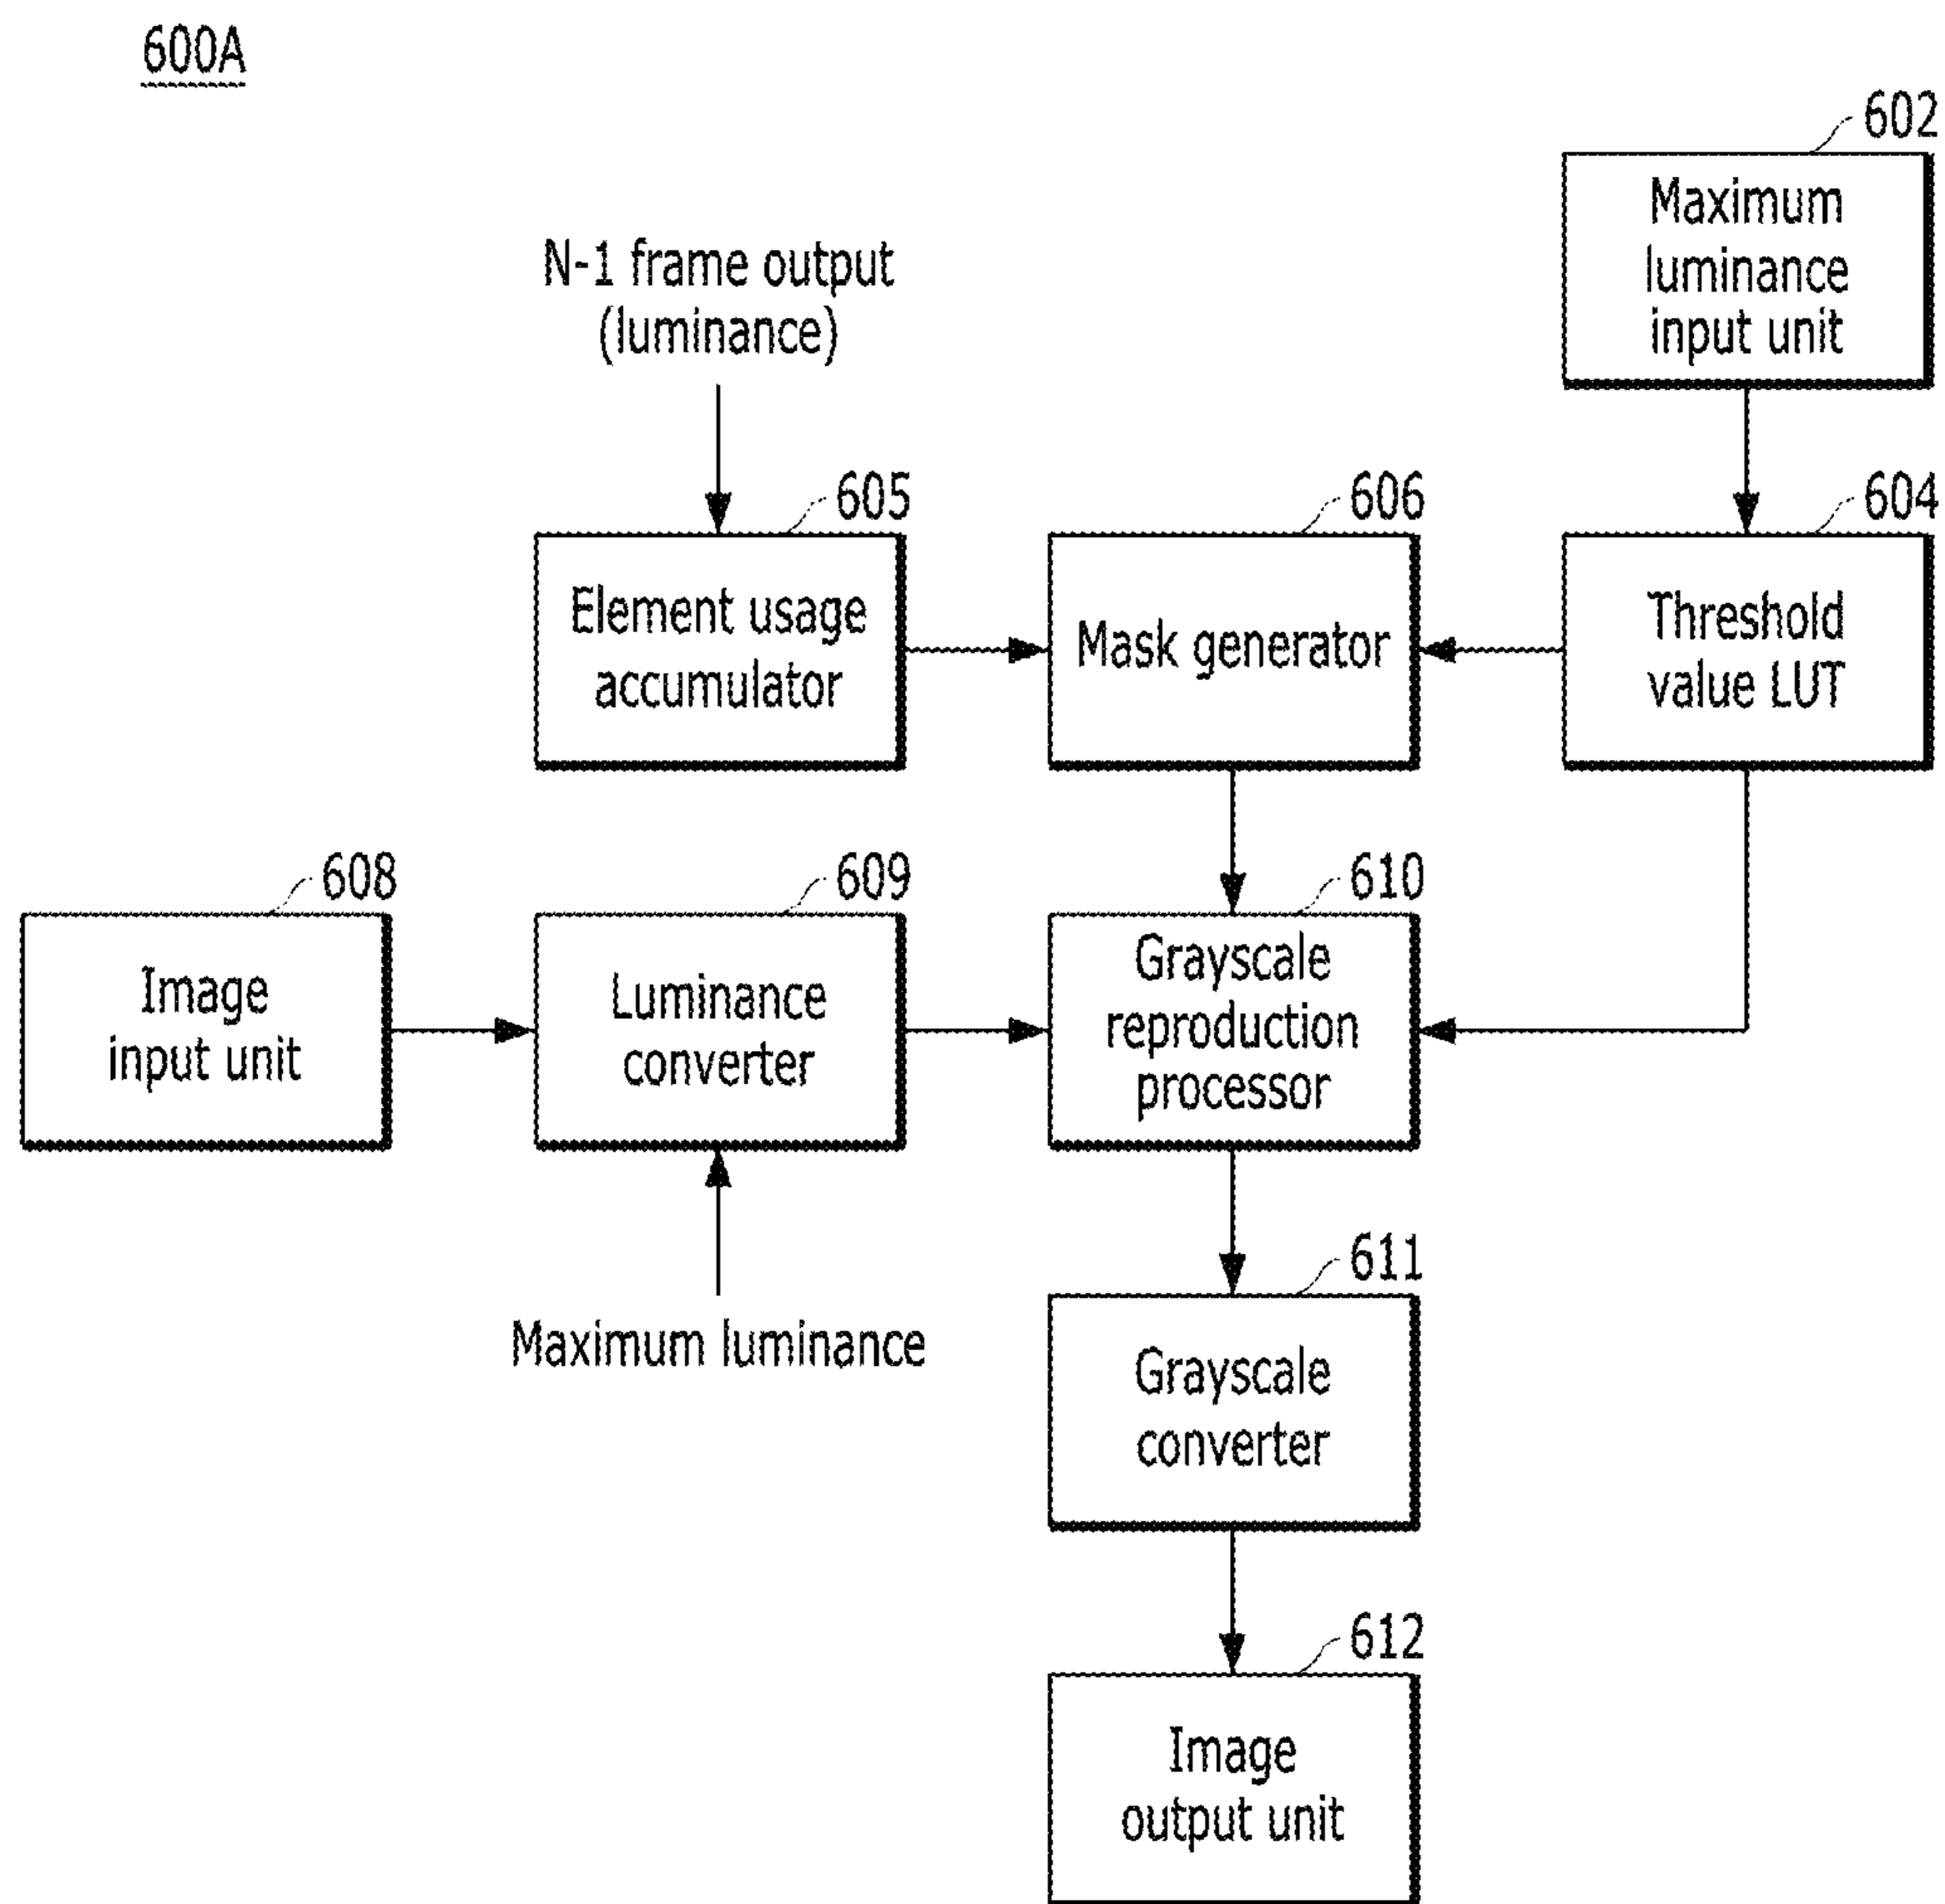 600A
602
Maximum
luminance
input unit
N-1 frame output
(luminance)
605
Element usage
accumulator
606
Mask generator
604
Threshold
value LUT
608
Image
input unit
609
Luminance
converter
610
Grayscale
reproduction
processor
Maximum luminance
611
Grayscale
converter
612
Image
output unit